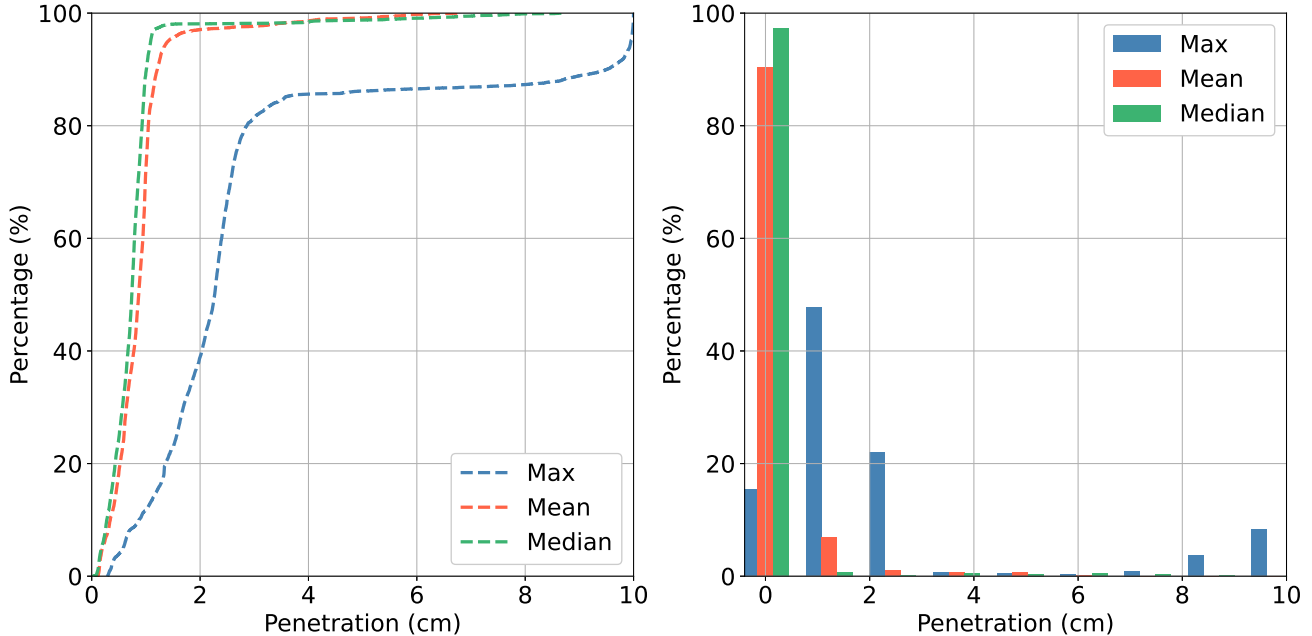 100
80
60
40
20
0
Percentage (%)
0 2 4 6 8 10
Penetration (cm)
Max
Mean
Median
100
80
60
40
20
0
Percentage (%)
0 2 4 6 8 10
Penetration (cm)
Max
Mean
Median